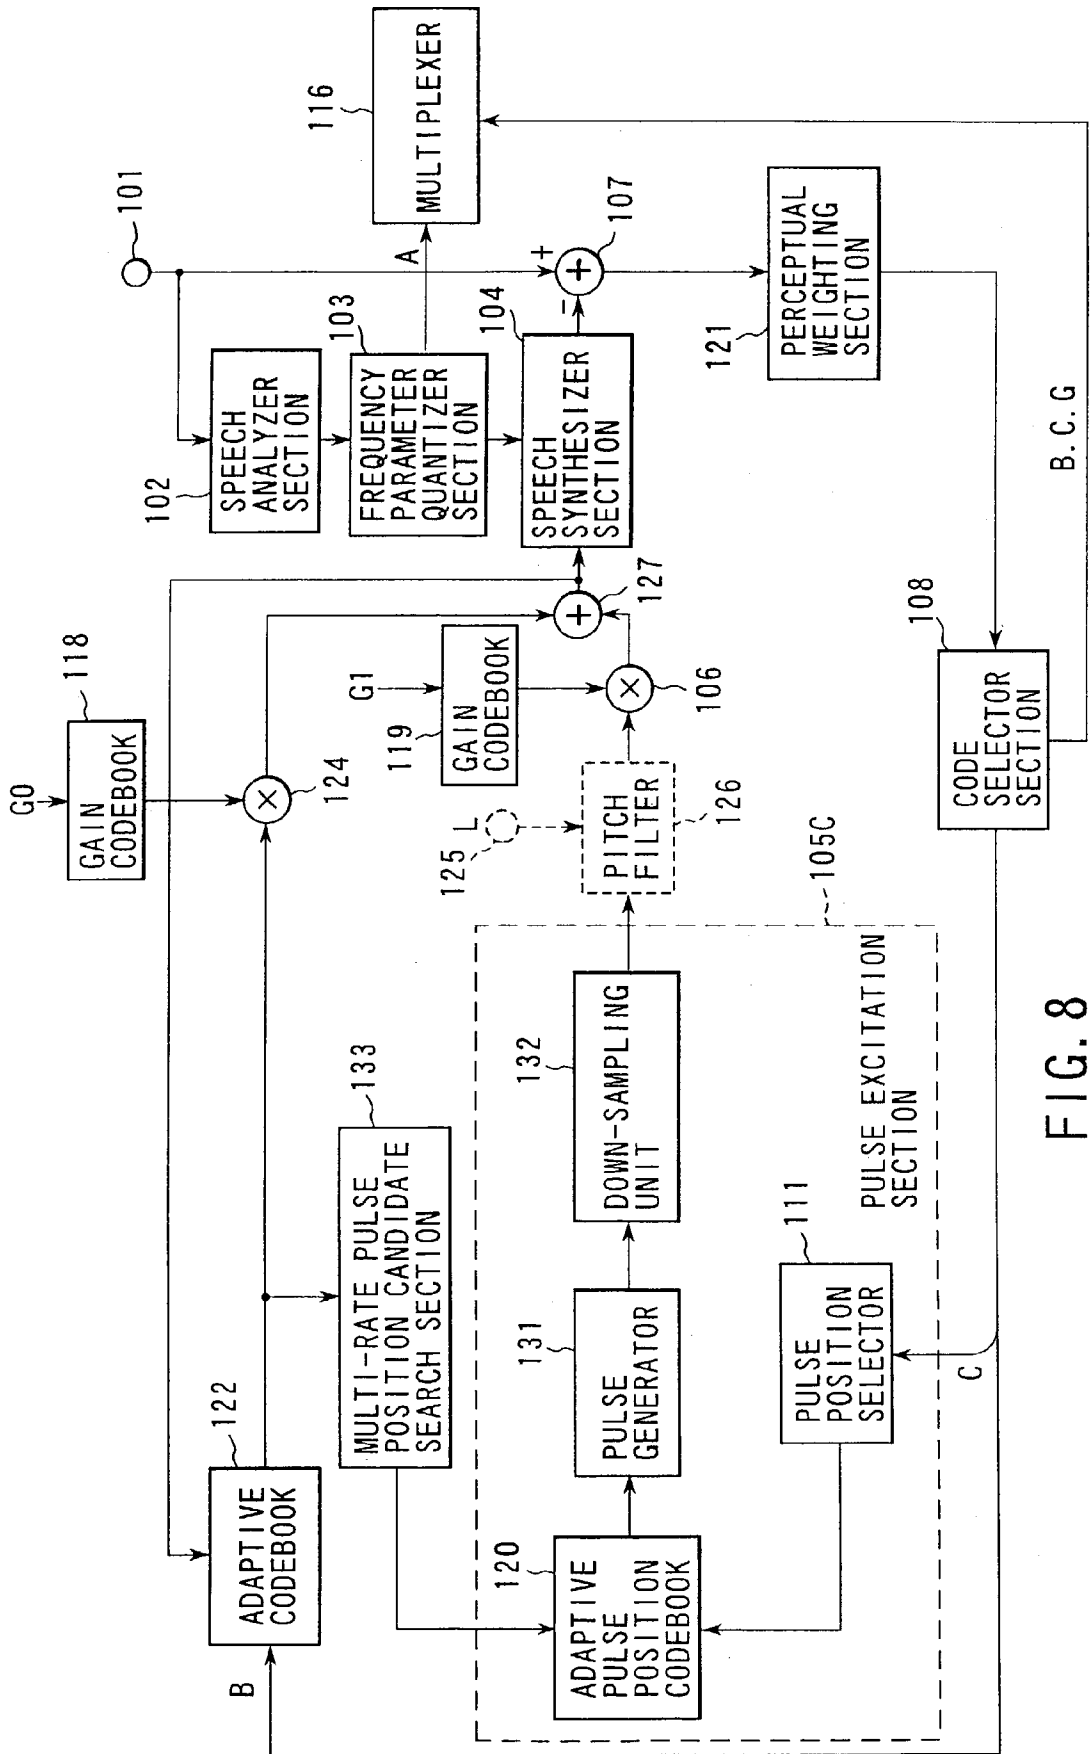 G0
118
GAIN
CODEBOOK
124
B
122
ADAPTIVE
CODEBOOK
133
MULTI-RATE PULSE
POSITION CANDIDATE
SEARCH SECTION
101
102
SPEECH
ANALYZER
SECTION
103
FREQUENCY
PARAMETER
QUANTIZER
SECTION
A
116
MULTIPLEXER
104
SPEECH
SYNTHESIZER
SECTION
+
-
+
107
G1
119
GAIN
CODEBOOK
+
127
×
106
×
L
125
PITCH
FILTER
126
120
ADAPTIVE
PULSE
POSITION
CODEBOOK
131
PULSE
GENERATOR
132
DOWN-SAMPLING
UNIT
111
PULSE
POSITION
SELECTOR
PULSE EXCITATION
SECTION
105C
C
121
PERCEPTUAL
WEIGHTING
SECTION
108
CODE
SELECTOR
SECTION
B.C.G
FIG. 8